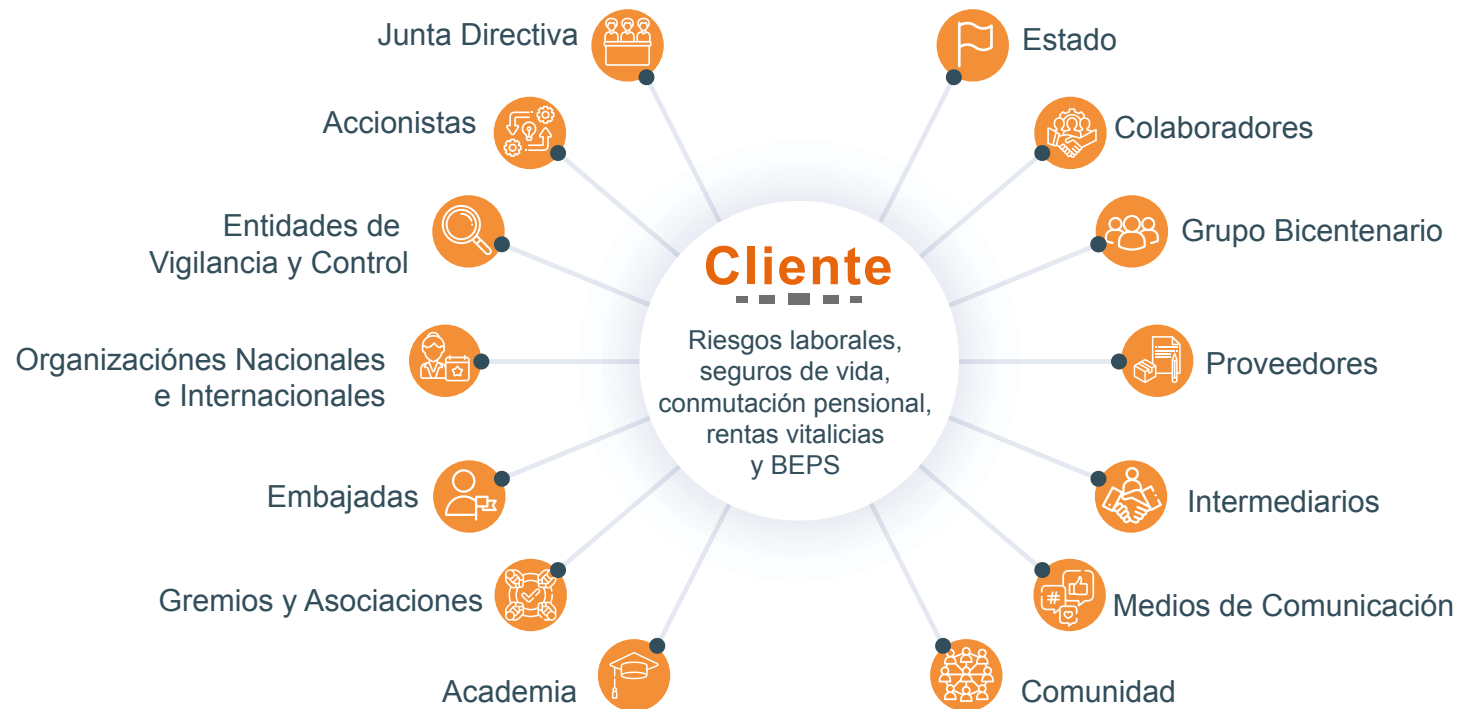 Junta Directiva
Accionistas
Entidades de
Vigilancia y Control
Organizaciónes Nacionales
e Internacionales
Embajadas
Gremios y Asociaciones
Academia
Cliente
Riesgos laborales,
seguros de vida,
conmutación pensional,
rentas vitalicias
y BEPS
Estado
Colaboradores
Grupo Bicentenario
Proveedores
Intermediarios
#
Medios de Comunicación
Comunidad